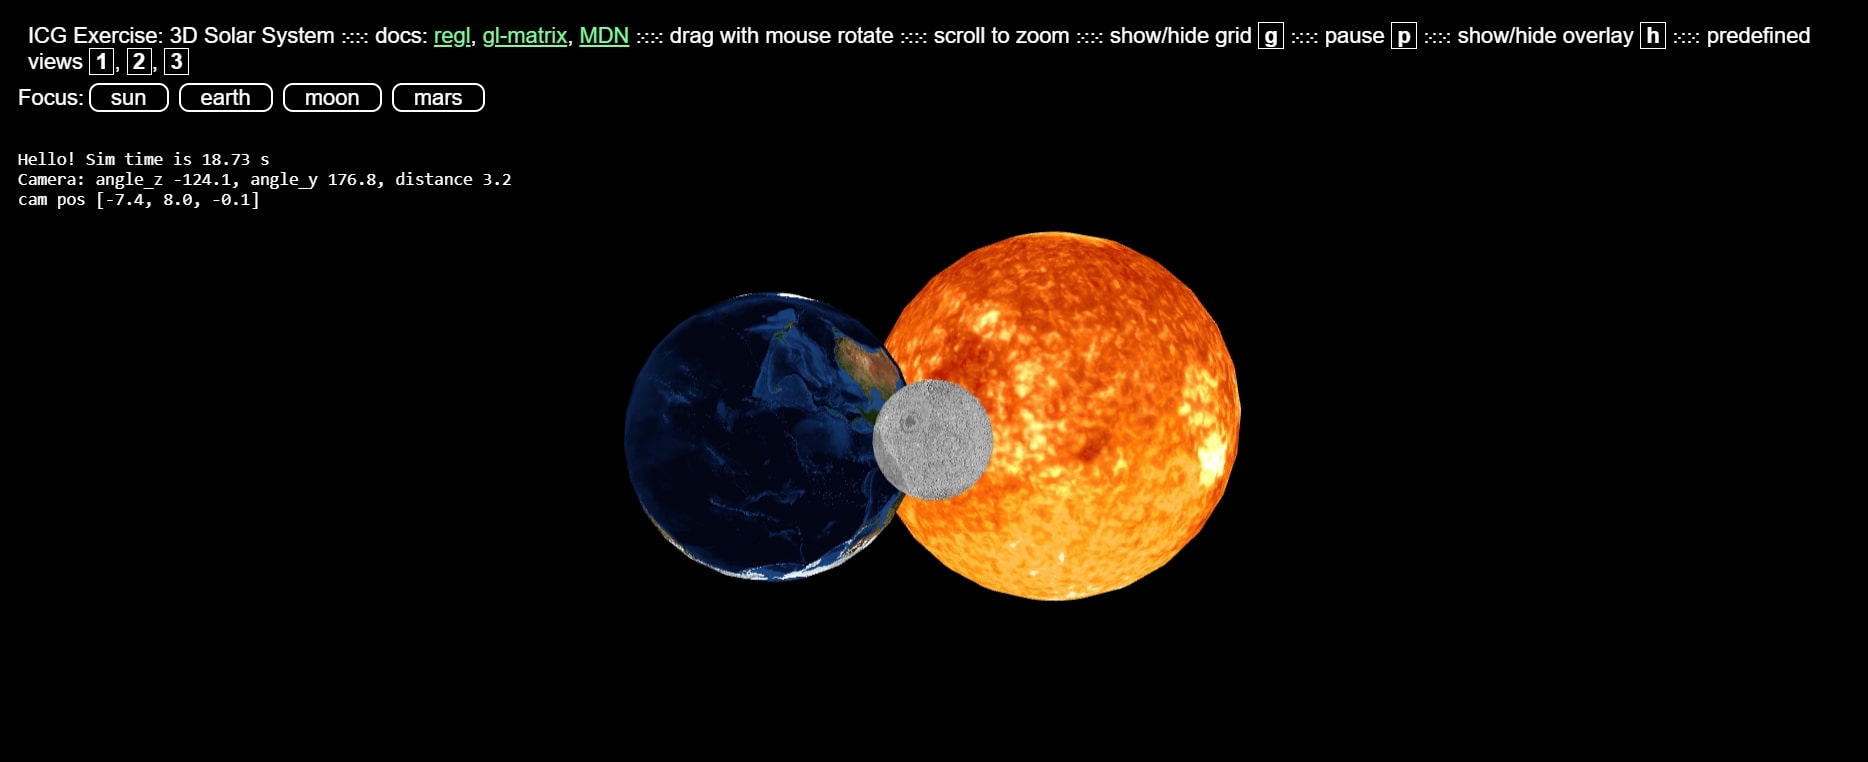 ICG Exercise: 3D Solar System :-:-: docs: regl, gl-matrix, MDN :-:-: drag with mouse rotate :-:-: scroll to zoom :-:-: show/hide grid g :-:-: pause p :-:-: show/hide overlay h :-:-: predefined
views 1, 2, 3
Focus: sun earth moon mars
Hello! Sim time is 18.73 s
Camera: angle_z -124.1, angle_y 176.8, distance 3.2
cam pos [-7.4, 8.0, -0.1]